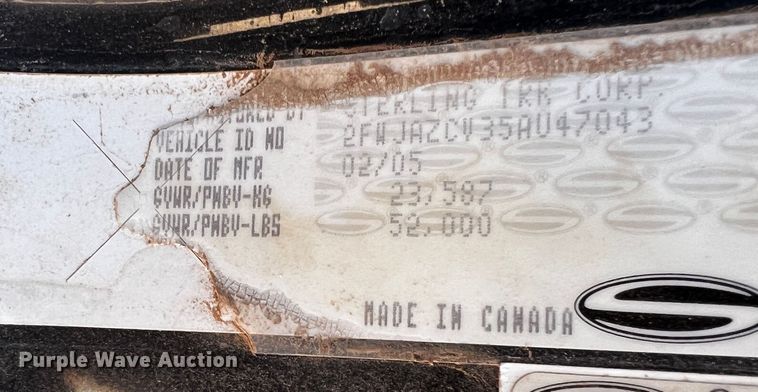 STERLING TRK CORP.
VEHICLE ID NO 2FWJAZCV35AU47043
DATE OF MFR 02/05
GVWR/PNBV-KG 23,587
GVWR/PNBV-LBS 52,000
MADE IN CANADA
Purple Wave Auction